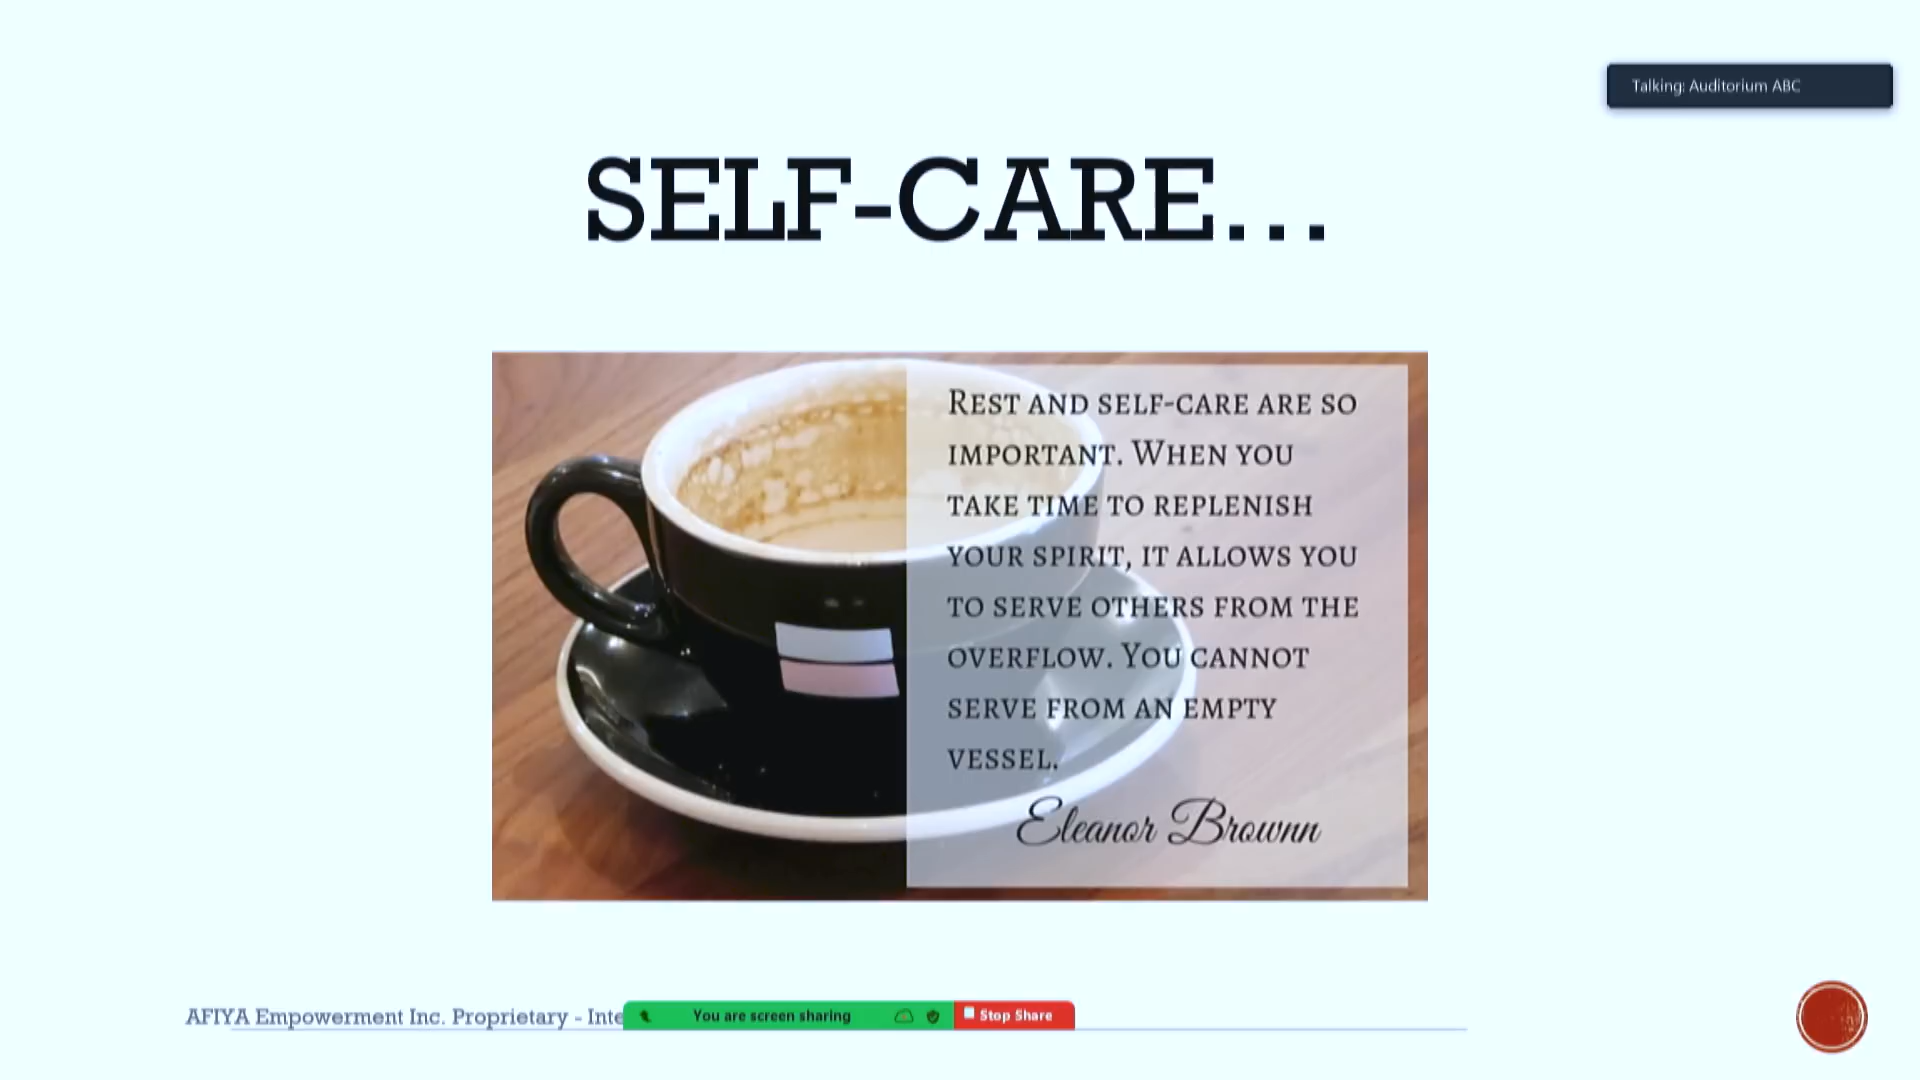 Talking: Auditorium ABC
SELF-CARE...
REST AND SELF-CARE ARE SO
IMPORTANT. WHEN YOU
TAKE TIME TO REPLENISH
YOUR SPIRIT, IT ALLOWS YOU
TO SERVE OTHERS FROM THE
OVERFLOW. YOU CANNOT
SERVE FROM AN EMPTY
VESSEL.
Eleanor Brownn
AFIYA Empowerment Inc. Proprietary - Inte
You are screen sharing
Stop Share